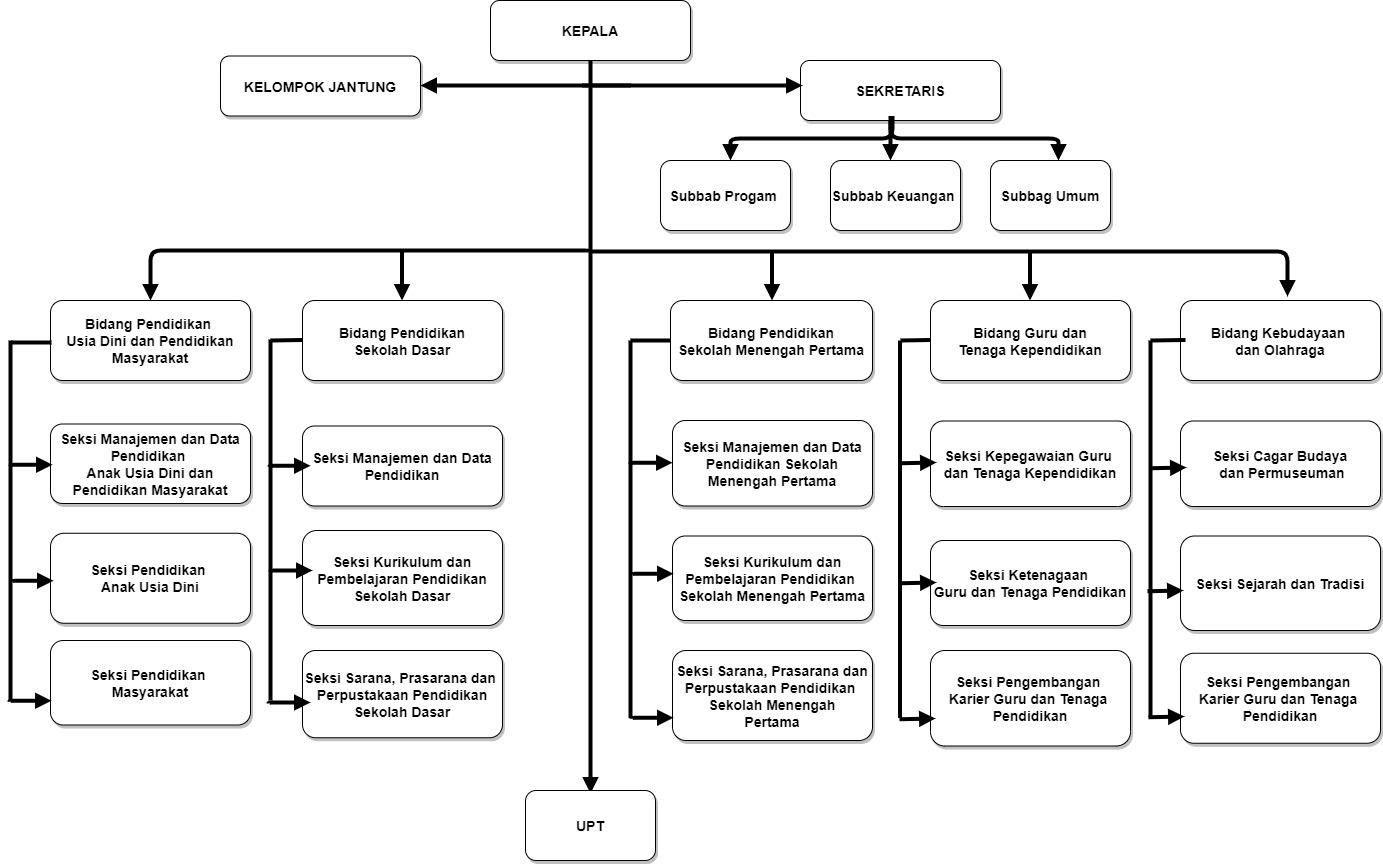 KEPALA
KELOMPOK JANTUNG
SEKRETARIS
Subbab Progam
Subbab Keuangan
Subbag Umum
Bidang Pendidikan
Usia Dini dan Pendidikan
Masyarakat
Bidang Pendidikan
Sekolah Dasar
Bidang Pendidikan
Sekolah Menengah Pertama
Bidang Guru dan
Tenaga Kependidikan
Bidang Kebudayaan
dan Olahraga
Seksi Manajemen dan Data
Pendidikan
Anak Usia Dini dan
Pendidikan Masyarakat
Seksi Manajemen dan Data
Pendidikan
Seksi Manajemen dan Data
Pendidikan Sekolah
Menengah Pertama
Seksi Kepegawaian Guru
dan Tenaga Kependidikan
Seksi Cagar Budaya
dan Permuseuman
Seksi Pendidikan
Anak Usia Dini
Seksi Kurikulum dan
Pembelajaran Pendidikan
Sekolah Dasar
Seksi Kurikulum dan
Pembelajaran Pendidikan
Sekolah Menengah Pertama
Seksi Ketenagaan
Guru dan Tenaga Pendidikan
Seksi Sejarah dan Tradisi
Seksi Pendidikan
Masyarakat
Seksi Sarana, Prasarana dan
Perpustakaan Pendidikan
Sekolah Dasar
Seksi Sarana, Prasarana dan
Perpustakaan Pendidikan
Sekolah Menengah
Pertama
Seksi Pengembangan
Karier Guru dan Tenaga
Pendidikan
Seksi Pengembangan
Karier Guru dan Tenaga
Pendidikan
UPT